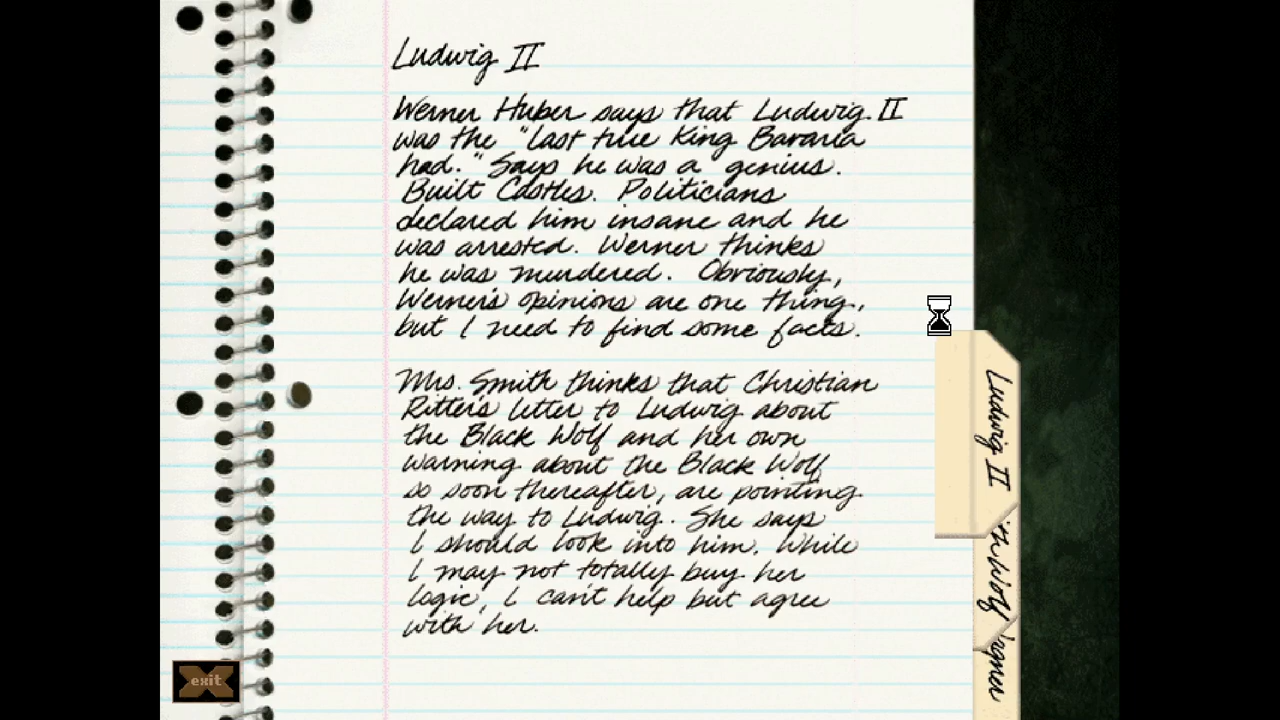 Ludwig II
Werner Huber says that Ludwig II
was the "last true King Bavaria
had." Says he was a genius.
Built Castles. Politicians
declared him insane and he
was arrested. Werner thinks
he was murdered. Obviously,
Werner's opinions are one thing,
but I need to find some facts.
Mrs. Smith thinks that Christian
Ritter's letter to Ludwig about
the Black Wolf and her own
warning about the Black Wolf
so soon thereafter, are pointing
the way to Ludwig. She says
I should look into him. While
I may not totally buy her
logic, I can't help but agree
with her.
Ludwig II
exit